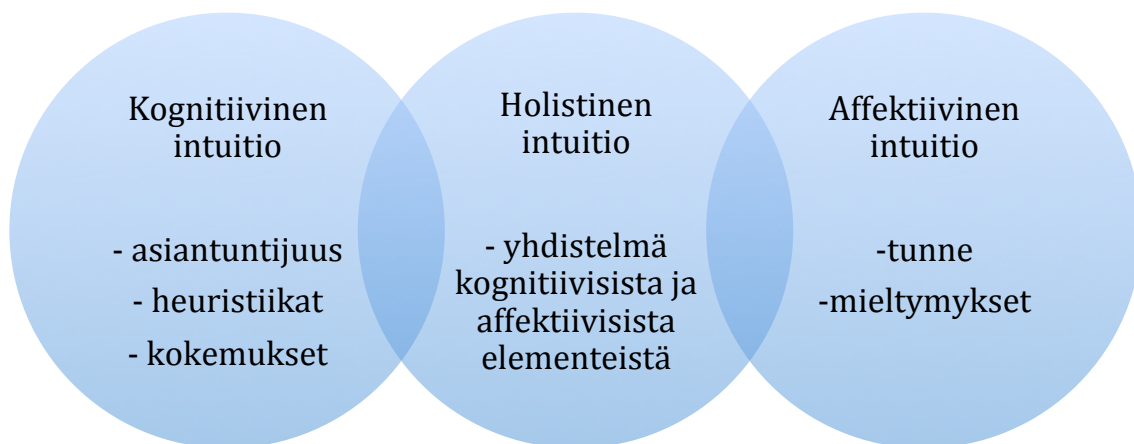 Kognitiivinen
intuitio
- asiantuntijuus
- heuristiikat
- kokemukset
Holistinen
intuitio
- yhdistelmä
kognitiivisista ja
affektiivisista
elementeistä
Affektiivinen
intuitio
-tunne
-mieltymykset